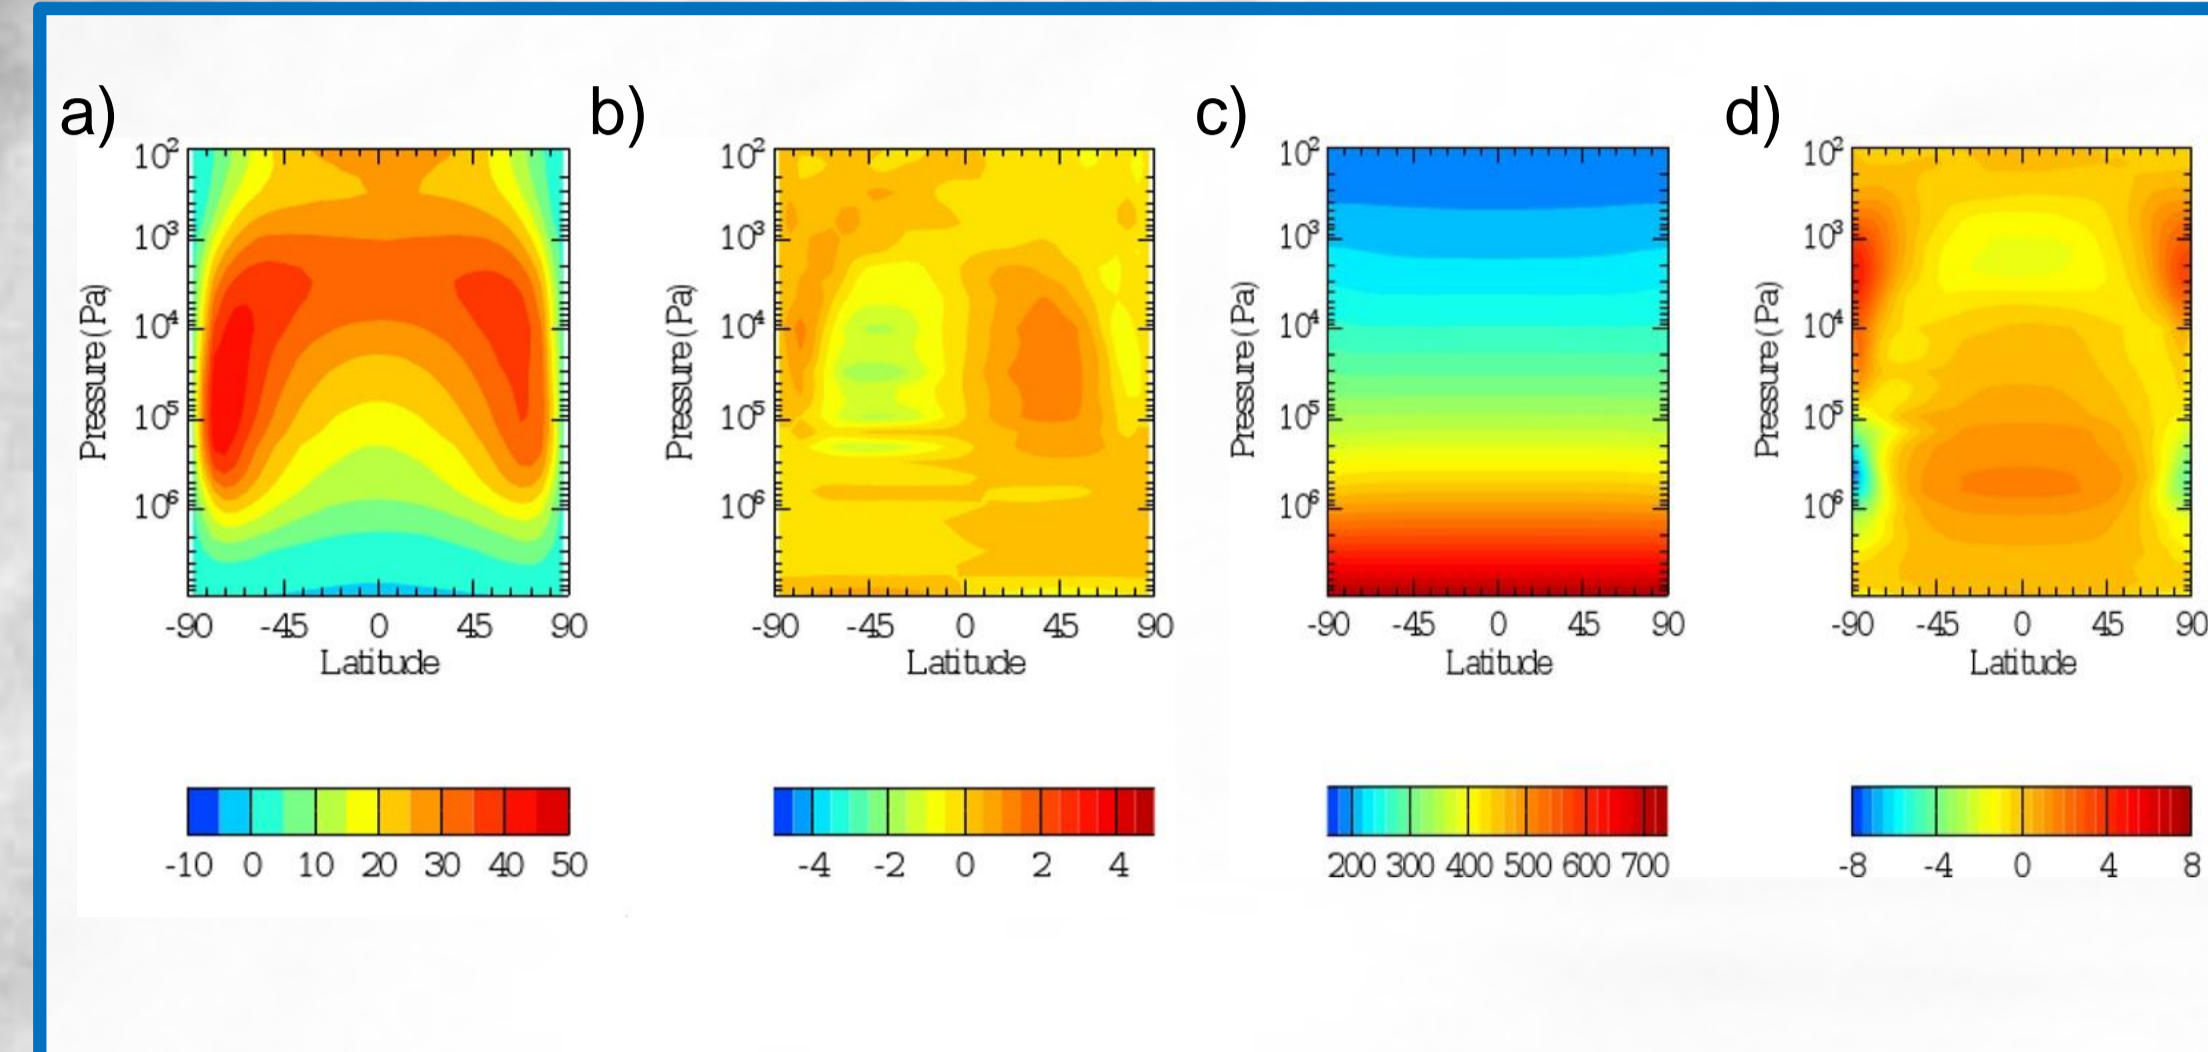 a)
10²
10³
10⁴
10⁵
10⁶
Pressure (Pa)
-90 -45 0 45 90
Latitude
-10 0 10 20 30 40 50
b)
10²
10³
10⁴
10⁵
10⁶
Pressure (Pa)
-90 -45 0 45 90
Latitude
-4 -2 0 2 4
c)
10²
10³
10⁴
10⁵
10⁶
Pressure (Pa)
-90 -45 0 45 90
Latitude
200 300 400 500 600 700
d)
10²
10³
10⁴
10⁵
10⁶
Pressure (Pa)
-90 -45 0 45 90
Latitude
-8 -4 0 4 8